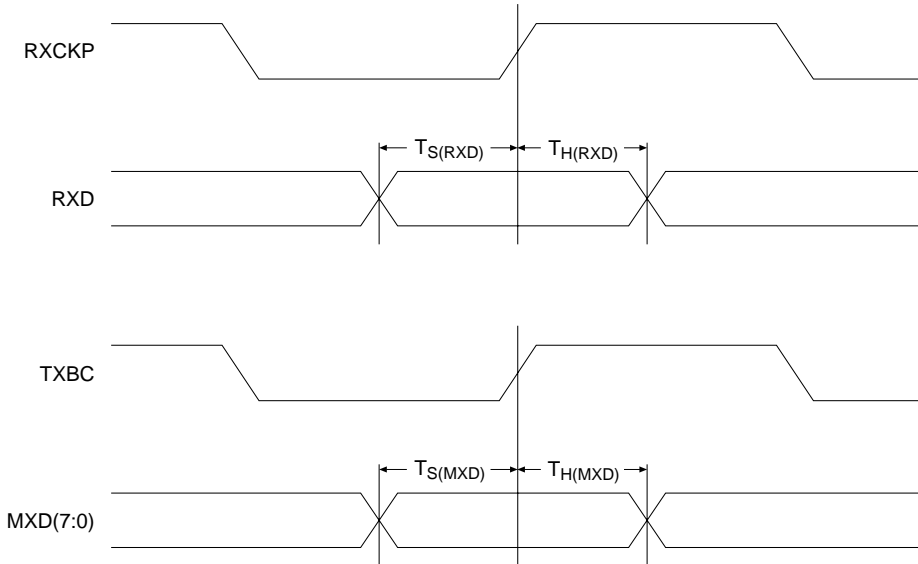 RXCKP
TS(RXD) TH(RXD)
RXD
TXBC
TS(MXD) TH(MXD)
MXD(7:0)